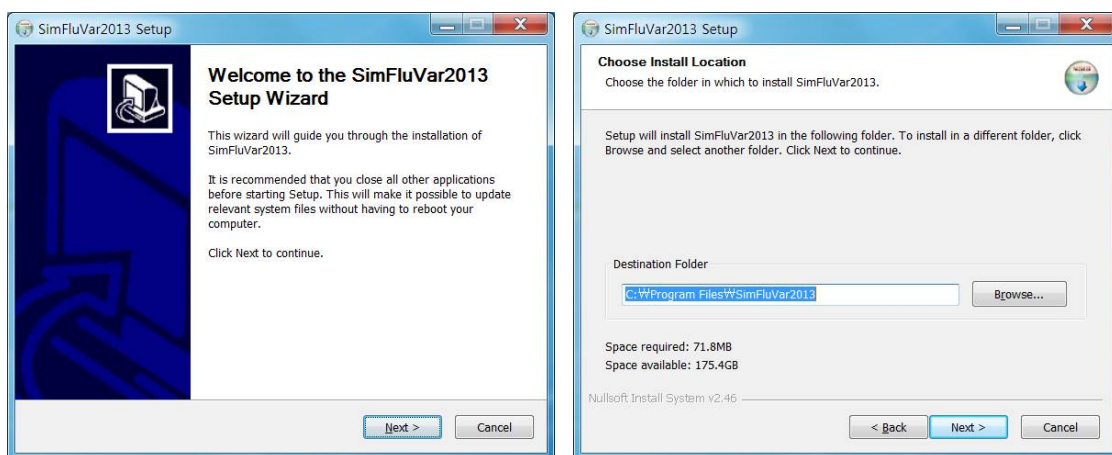 SimFluVar2013 Setup
Welcome to the SimFluVar2013
Setup Wizard
This wizard will guide you through the installation of
SimFluVar2013.
It is recommended that you close all other applications
before starting Setup. This will make it possible to update
relevant system files without having to reboot your
computer.
Click Next to continue.
Next >
Cancel
SimFluVar2013 Setup
Choose Install Location
Choose the folder in which to install SimFluVar2013.
Setup will install SimFluVar2013 in the following folder. To install in a different folder, click
Browse and select another folder. Click Next to continue.
Destination Folder
C:₩Program Files₩SimFluVar2013
Browse...
Space required: 71.8MB
Space available: 175.4GB
Nullsoft Install System v2.46
< Back
Next >
Cancel